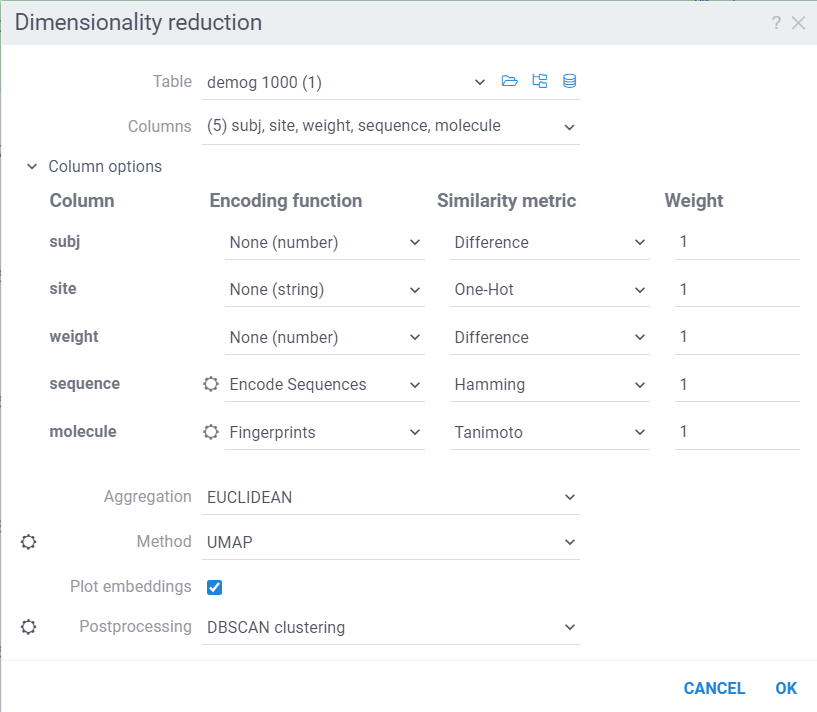 Dimensionality reduction ?
Table demog 1000 (1)
Columns (5) subj, site, weight, sequence, molecule
Column options
Column Encoding function Similarity metric Weight
subj None (number) Difference 1
site None (string) One-Hot 1
weight None (number) Difference 1
sequence Encode Sequences Hamming 1
molecule Fingerprints Tanimoto 1
Aggregation EUCLIDEAN
Method UMAP
Plot embeddings
Postprocessing DBSCAN clustering
CANCEL OK